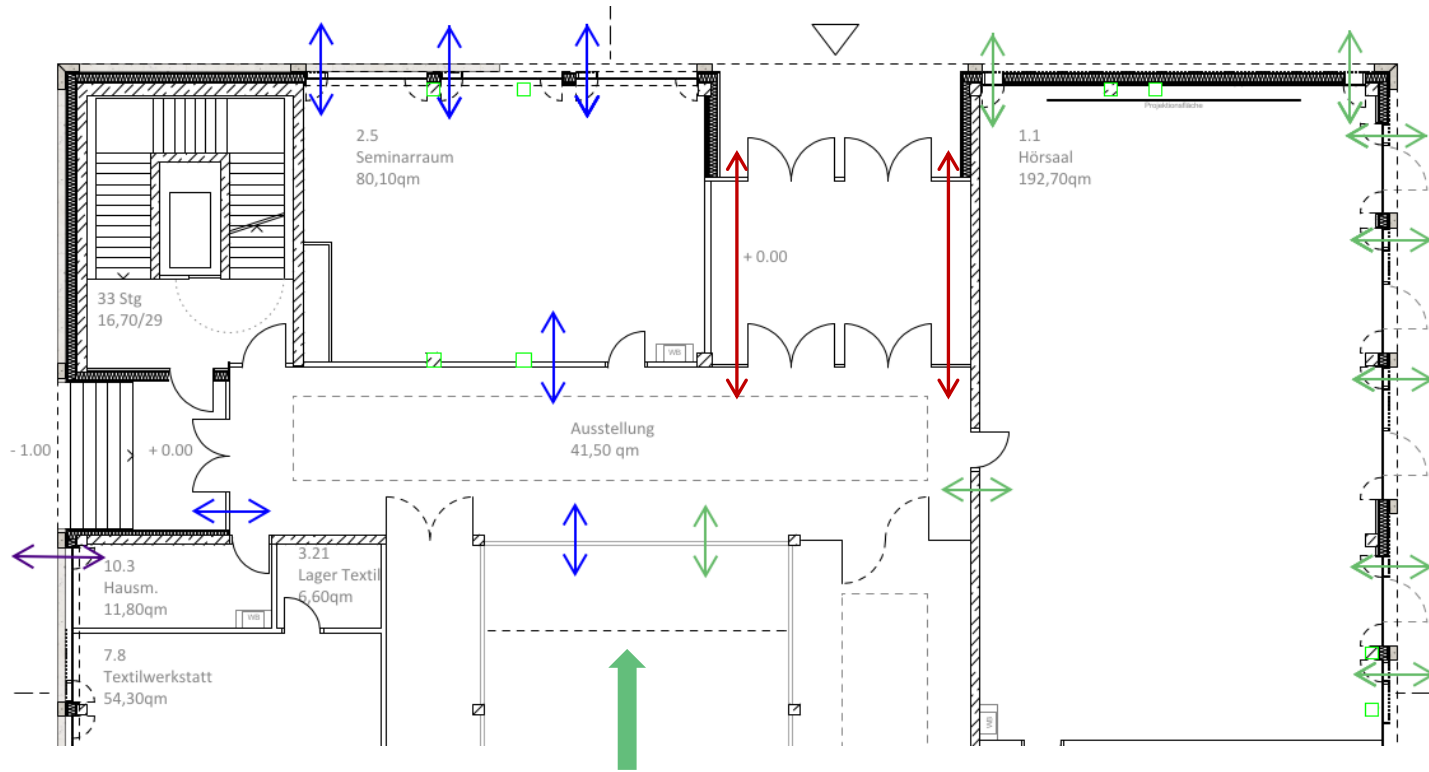 2.5
Seminarraum
80,10qm
Projektionsfläche
1.1
Hörsaal
192,70qm
+ 0.00
33 Stg
16,70/29
WB
Ausstellung
41,50 qm
- 1.00
+ 0.00
10.3
Hausm.
11,80qm
WB
3.21
Lager Textil
6,60qm
7.8
Textilwerkstatt
54,30qm
WB